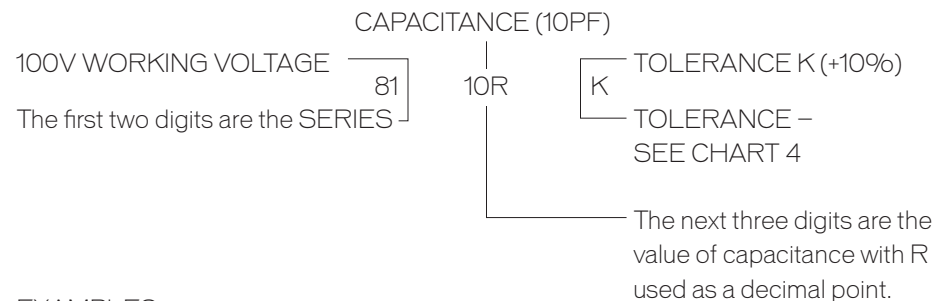 CAPACITANCE (10PF)
100V WORKING VOLTAGE
81
10R
K
TOLERANCE K (+10%)
The first two digits are the SERIES
TOLERANCE –
SEE CHART 4
The next three digits are the
value of capacitance with R
used as a decimal point.